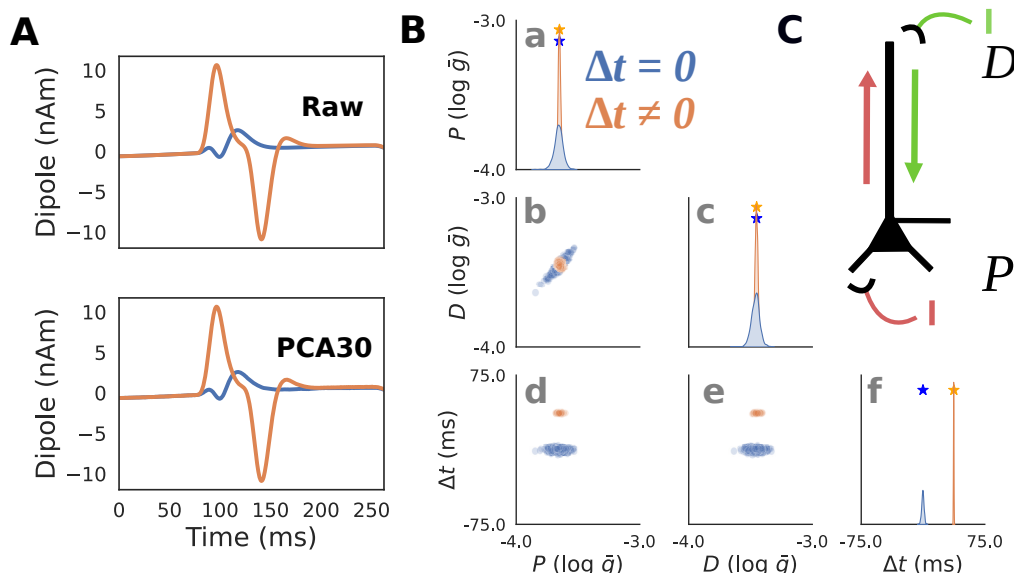 A
Dipole (nAm)
10
5
0
−5
−10
Raw
Dipole (nAm)
10
5
0
−5
−10
PCA30
0 50 100 150 200 250
Time (ms)
B
a
P (log ḡ)
-3.0
-4.0
Δt = 0
Δt ≠ 0
b
D (log ḡ)
-3.0
-4.0
c
d
Δt (ms)
75.0
-75.0
-4.0 -3.0
P (log ḡ)
e
-4.0 -3.0
D (log ḡ)
f
-75.0 75.0
Δt (ms)
C
I
D
P
I